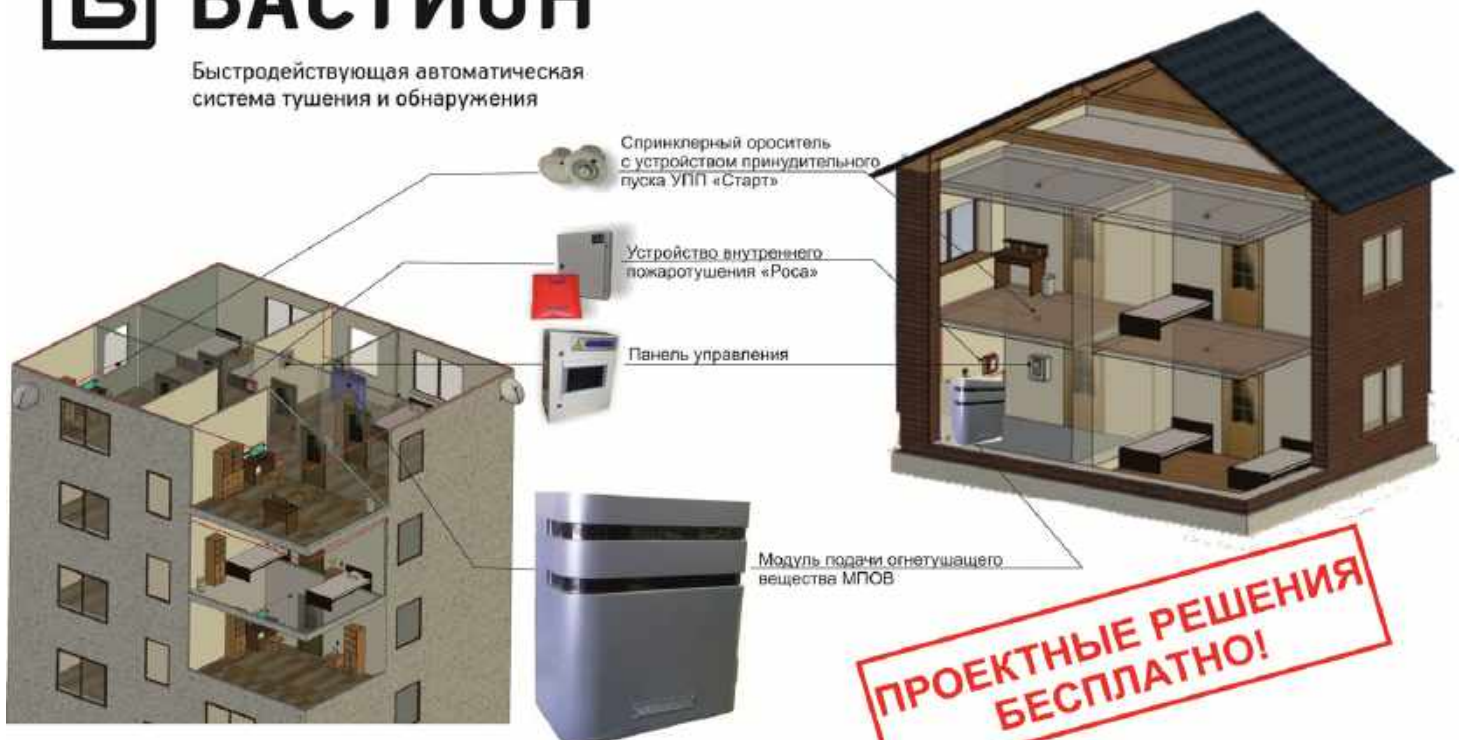 БАСТИОН
Быстродействующая автоматическая
система тушения и обнаружения
Спринклерный ороситель
с устройством принудительного
пуска УПП «Старт»
Устройство внутреннего
пожаротушения «Роса»
Панель управления
Модуль подачи огнетушащего
вещества МПОВ
ПРОЕКТНЫЕ РЕШЕНИЯ
БЕСПЛАТНО!